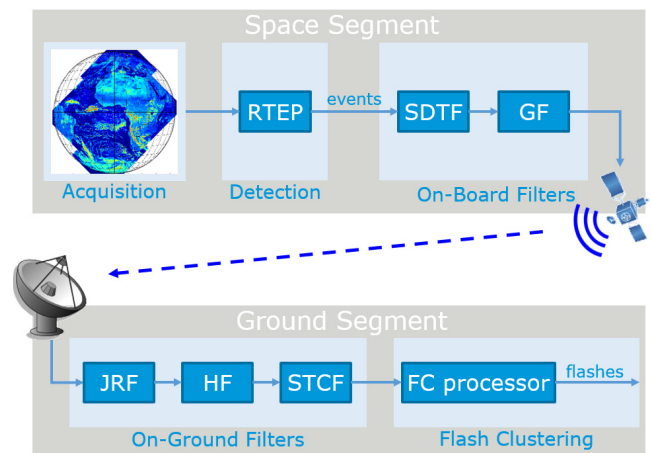 Space Segment
RTEP
events
SDTF
GF
Acquisition
Detection
On-Board Filters
Ground Segment
JRF
HF
STCF
FC processor
flashes
On-Ground Filters
Flash Clustering